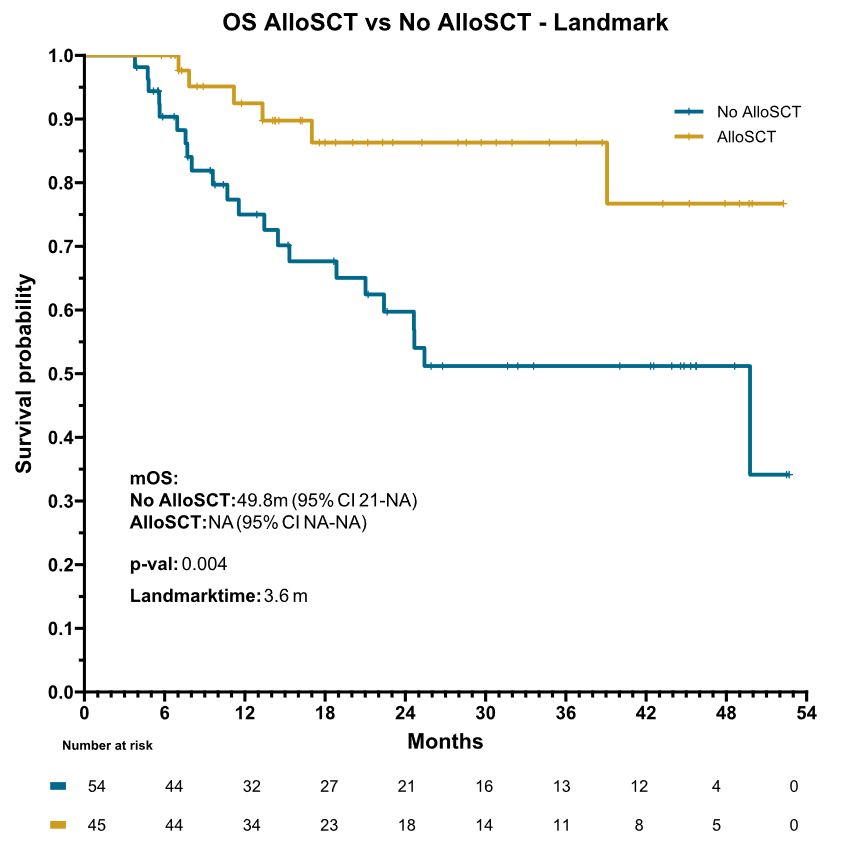 OS AlloSCT vs No AlloSCT - Landmark
1.0
0.9
0.8
0.7
0.6
0.5
0.4
0.3
0.2
0.1
0.0
Survival probability
No AlloSCT
AlloSCT
mOS:
No AlloSCT: 49.8m (95% CI 21-NA)
AlloSCT: NA (95% CI NA-NA)
p-val: 0.004
Landmarktime: 3.6 m
0 6 12 18 24 30 36 42 48 54
Months
Number at risk
54 44 32 27 21 16 13 12 4 0
45 44 34 23 18 14 11 8 5 0